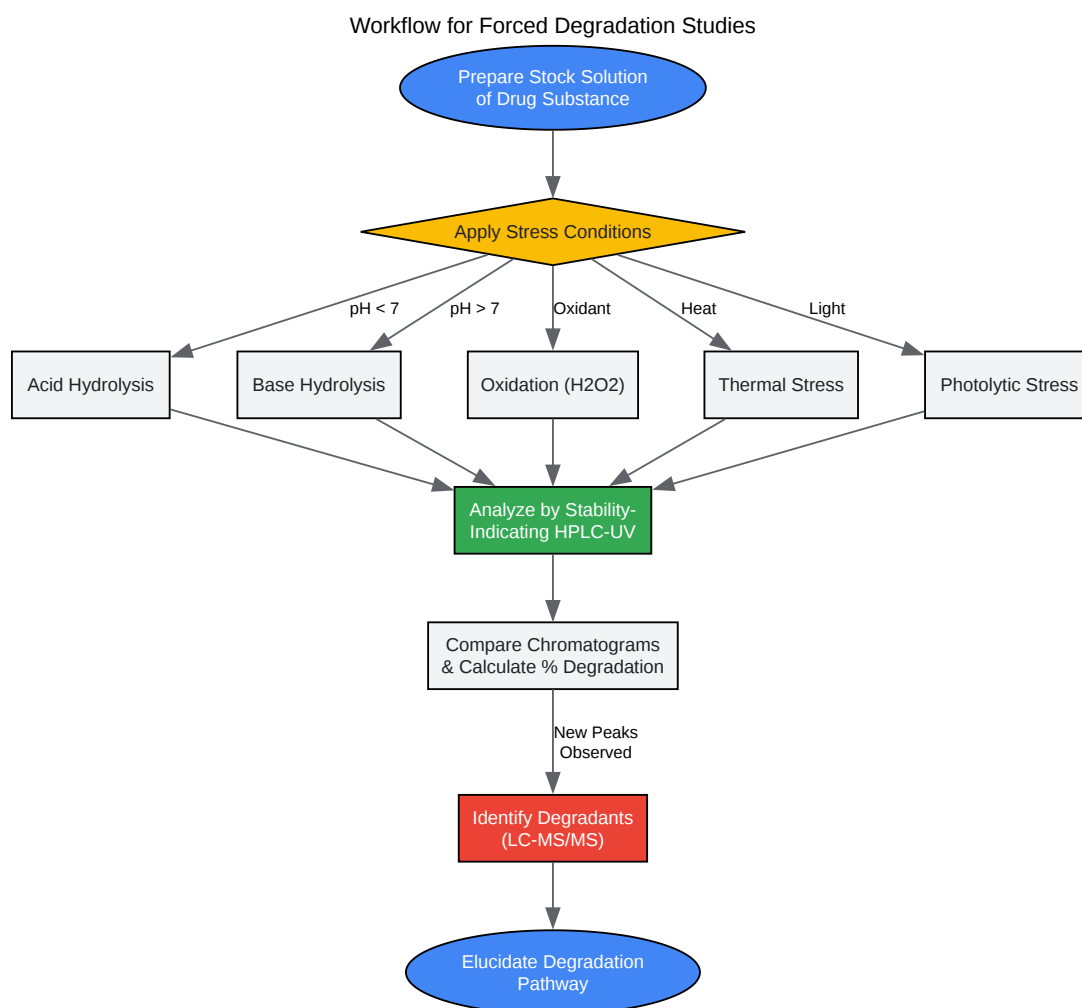 Workflow for Forced Degradation Studies
Prepare Stock Solution
of Drug Substance
Apply Stress Conditions
pH < 7
pH > 7
Oxidant
Heat
Light
Acid Hydrolysis
Base Hydrolysis
Oxidation (H2O2)
Thermal Stress
Photolytic Stress
Analyze by Stability-
Indicating HPLC-UV
Compare Chromatograms
& Calculate % Degradation
New Peaks
Observed
Identify Degradants
(LC-MS/MS)
Elucidate Degradation
Pathway